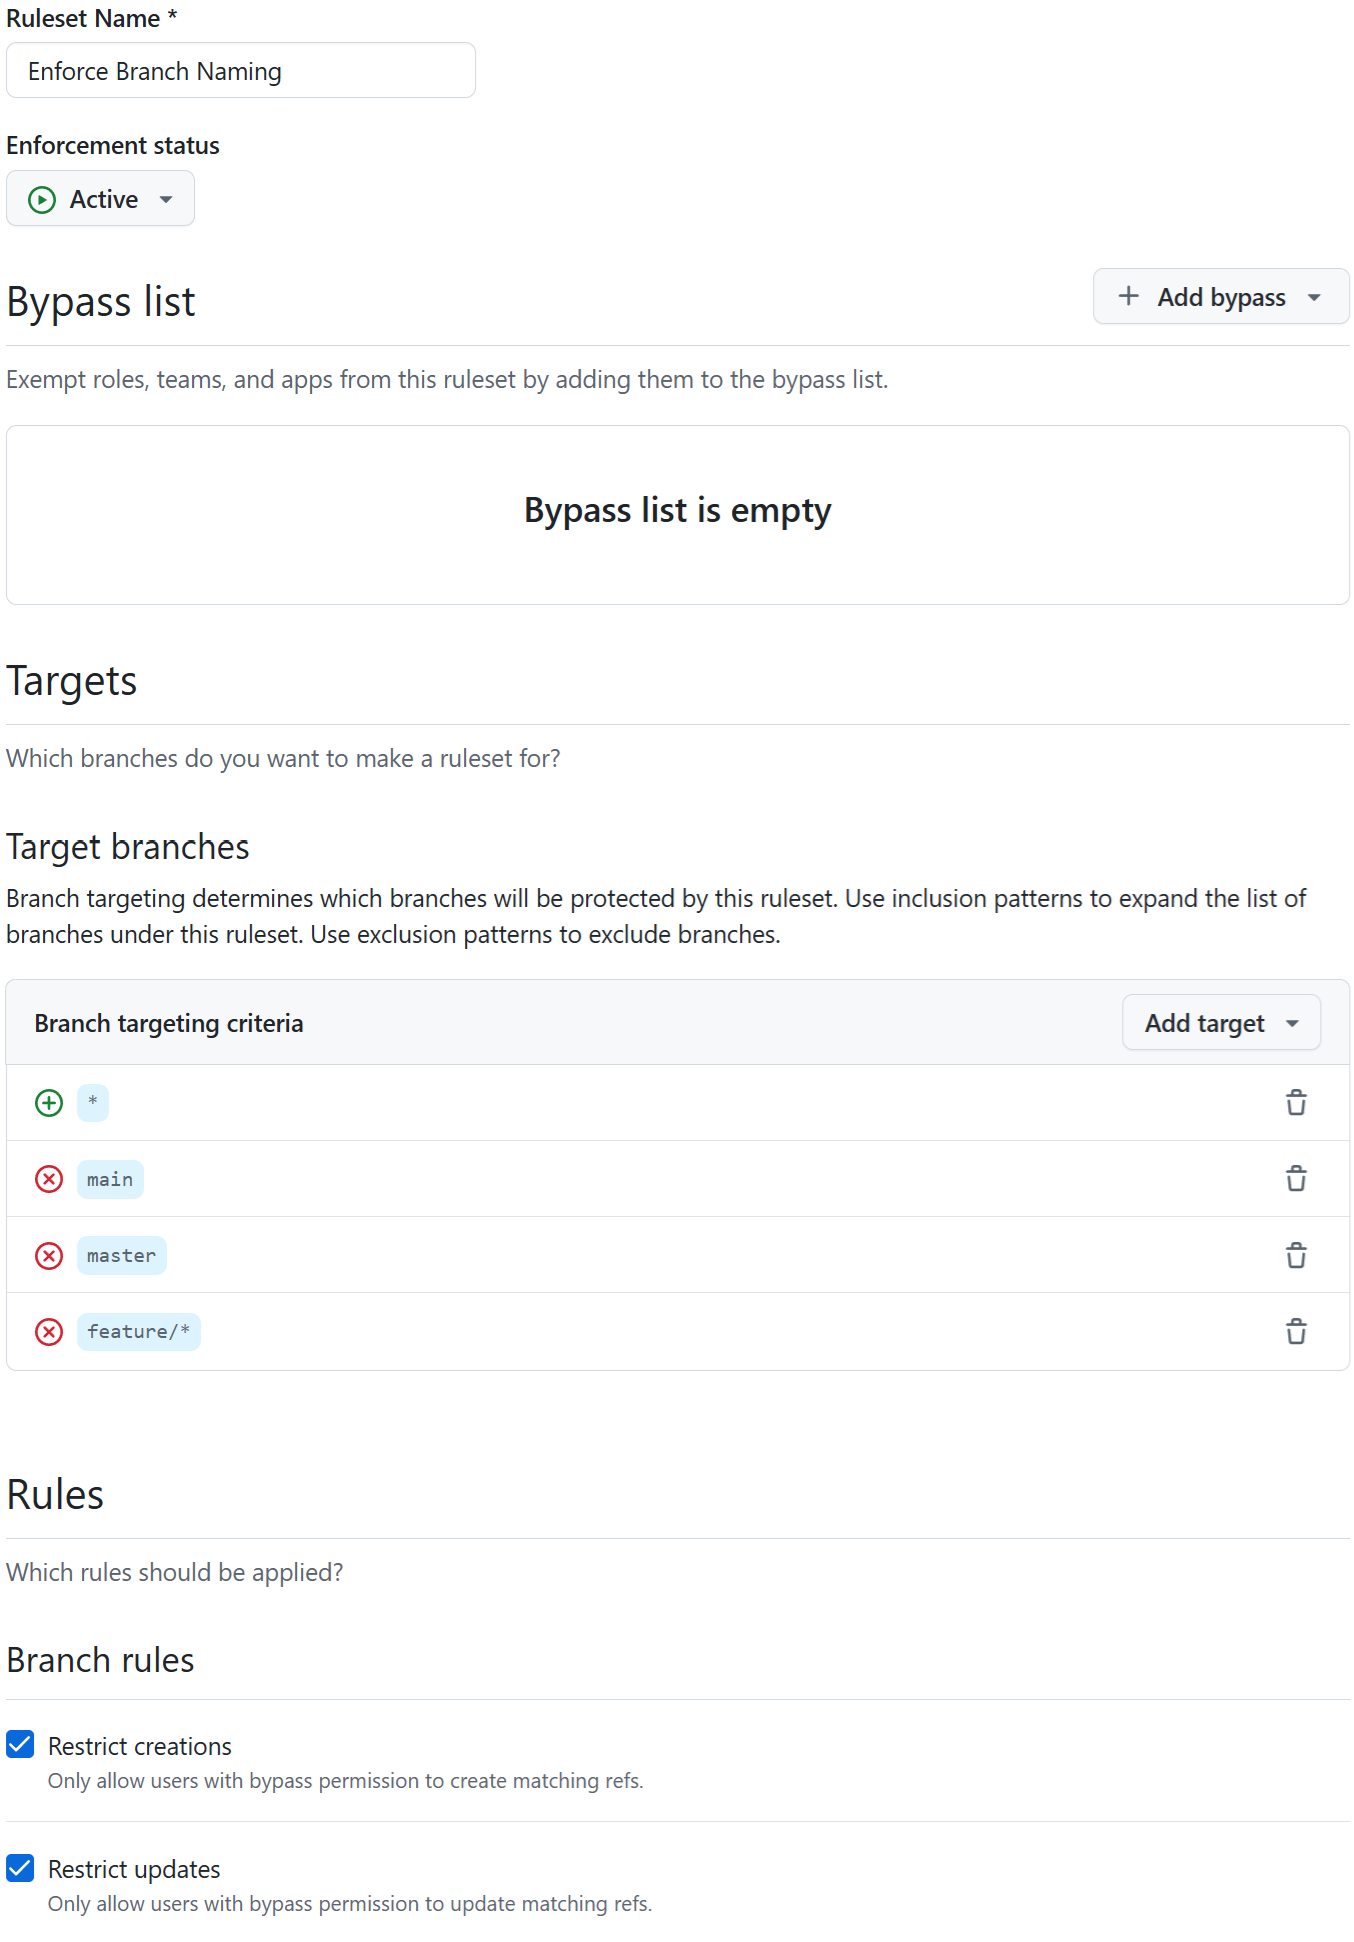 Ruleset Name *
Enforce Branch Naming
Enforcement status
Active
Bypass list
Add bypass
Exempt roles, teams, and apps from this ruleset by adding them to the bypass list.
Bypass list is empty
Targets
Which branches do you want to make a ruleset for?
Target branches
Branch targeting determines which branches will be protected by this ruleset. Use inclusion patterns to expand the list of
branches under this ruleset. Use exclusion patterns to exclude branches.
Branch targeting criteria
Add target
*
main
master
feature/*
Rules
Which rules should be applied?
Branch rules
Restrict creations
Only allow users with bypass permission to create matching refs.
Restrict updates
Only allow users with bypass permission to update matching refs.